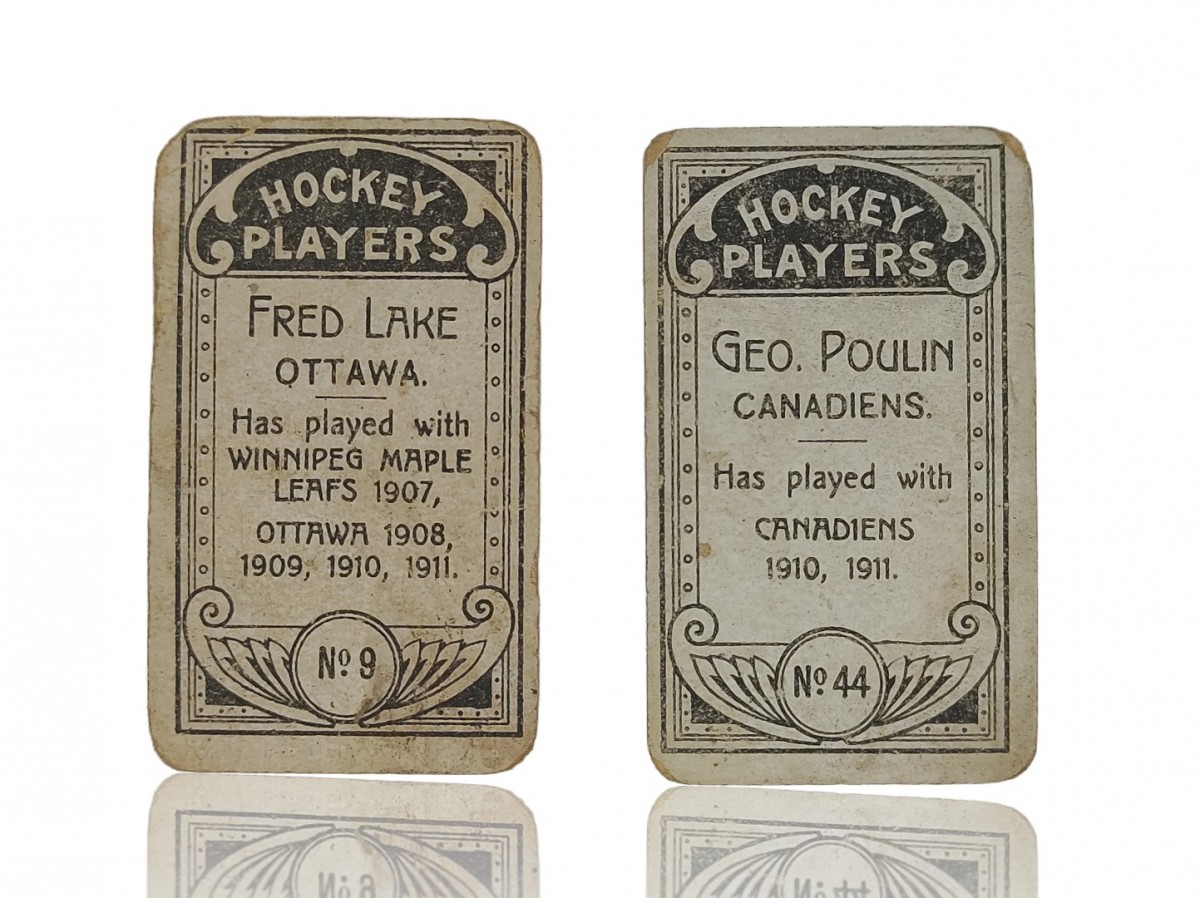 HOCKEY
PLAYERS
FRED LAKE
OTTAWA.
Has played with
WINNIPEG MAPLE
LEAFS 1907,
OTTAWA 1908,
1909, 1910, 1911.
Nº 9
HOCKEY
PLAYERS
GEO. POULIN
CANADIENS.
Has played with
CANADIENS
1910, 1911.
Nº 44